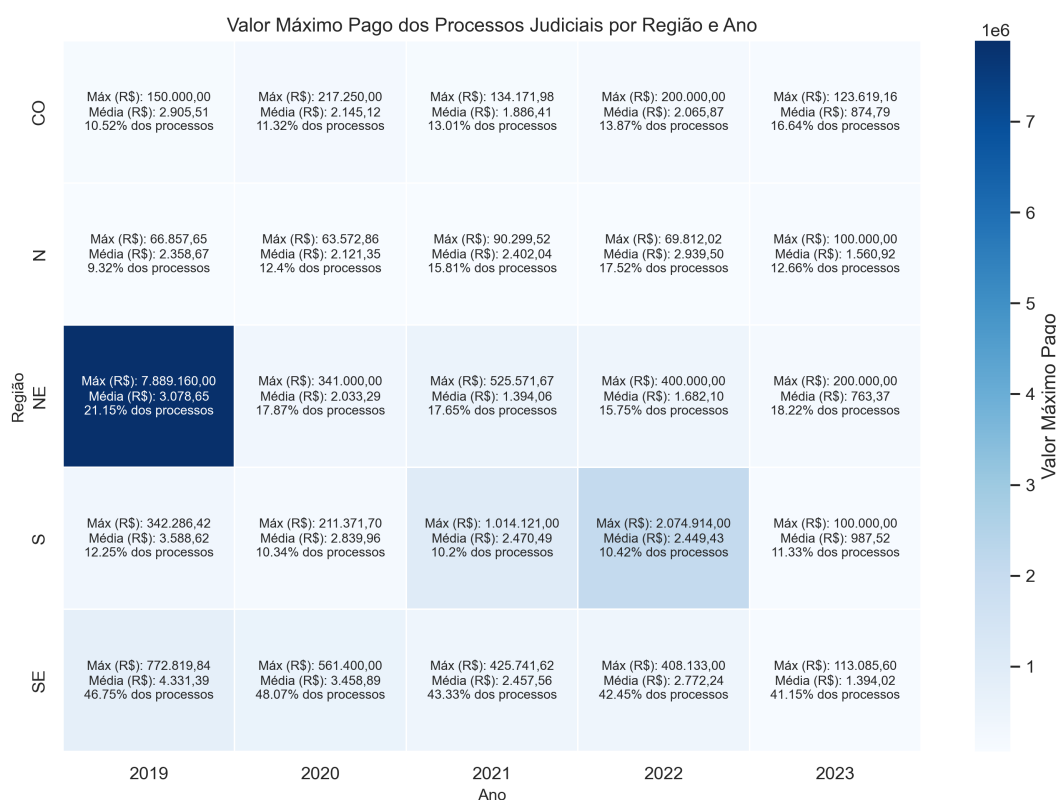 Valor Máximo Pago dos Processos Judiciais por Região e Ano
1e6
CO
Máx (R$): 150.000,00
Média (R$): 2.905,51
10.52% dos processos
Máx (R$): 217.250,00
Média (R$): 2.145,12
11.32% dos processos
Máx (R$): 134.171,98
Média (R$): 1.886,41
13.01% dos processos
Máx (R$): 200.000,00
Média (R$): 2.065,87
13.87% dos processos
Máx (R$): 123.619,16
Média (R$): 874,79
16.64% dos processos
N
Máx (R$): 66.857,65
Média (R$): 2.358,67
9.32% dos processos
Máx (R$): 63.572,86
Média (R$): 2.121,35
12.4% dos processos
Máx (R$): 90.299,52
Média (R$): 2.402,04
15.81% dos processos
Máx (R$): 69.812,02
Média (R$): 2.939,50
17.52% dos processos
Máx (R$): 100.000,00
Média (R$): 1.560,92
12.66% dos processos
Região
NE
Máx (R$): 7.889.160,00
Média (R$): 3.078,65
21.15% dos processos
Máx (R$): 341.000,00
Média (R$): 2.033,29
17.87% dos processos
Máx (R$): 525.571,67
Média (R$): 1.394,06
17.65% dos processos
Máx (R$): 400.000,00
Média (R$): 1.682,10
15.75% dos processos
Máx (R$): 200.000,00
Média (R$): 763,37
18.22% dos processos
S
Máx (R$): 342.286,42
Média (R$): 3.588,62
12.25% dos processos
Máx (R$): 211.371,70
Média (R$): 2.839,96
10.34% dos processos
Máx (R$): 1.014.121,00
Média (R$): 2.470,49
10.2% dos processos
Máx (R$): 2.074.914,00
Média (R$): 2.449,43
10.42% dos processos
Máx (R$): 100.000,00
Média (R$): 987,52
11.33% dos processos
SE
Máx (R$): 772.819,84
Média (R$): 4.331,39
46.75% dos processos
Máx (R$): 561.400,00
Média (R$): 3.458,89
48.07% dos processos
Máx (R$): 425.741,62
Média (R$): 2.457,56
43.33% dos processos
Máx (R$): 408.133,00
Média (R$): 2.772,24
42.45% dos processos
Máx (R$): 113.085,60
Média (R$): 1.394,02
41.15% dos processos
2019
2020
2021
2022
2023
Ano
7
6
5
4
3
2
1
Valor Máximo Pago